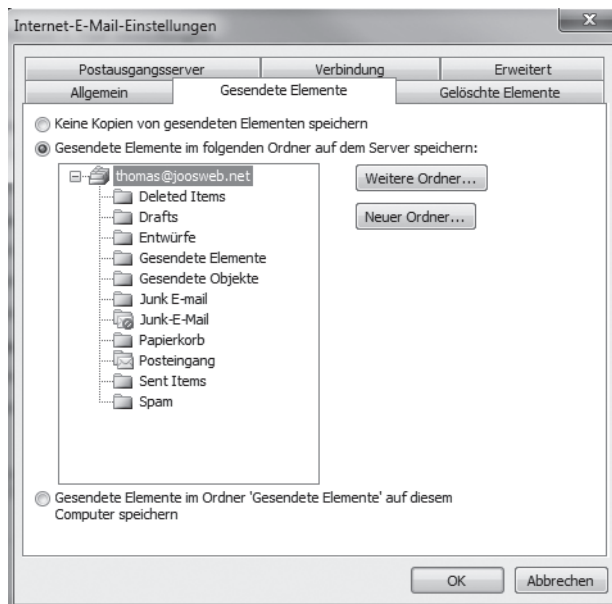 Internet-E-Mail-Einstellungen
Postausgangsserver
Verbindung
Erweitert
Allgemein
Gesendete Elemente
Gelöschte Elemente
Keine Kopien von gesendeten Elementen speichern
Gesendete Elemente im folgenden Ordner auf dem Server speichern:
thomas@joosweb.net
Deleted Items
Drafts
Entwürfe
Gesendete Elemente
Gesendete Objekte
Junk E-mail
Junk-E-Mail
Papierkorb
Posteingang
Sent Items
Spam
Weitere Ordner...
Neuer Ordner...
Gesendete Elemente im Ordner 'Gesendete Elemente' auf diesem
Computer speichern
OK
Abbrechen